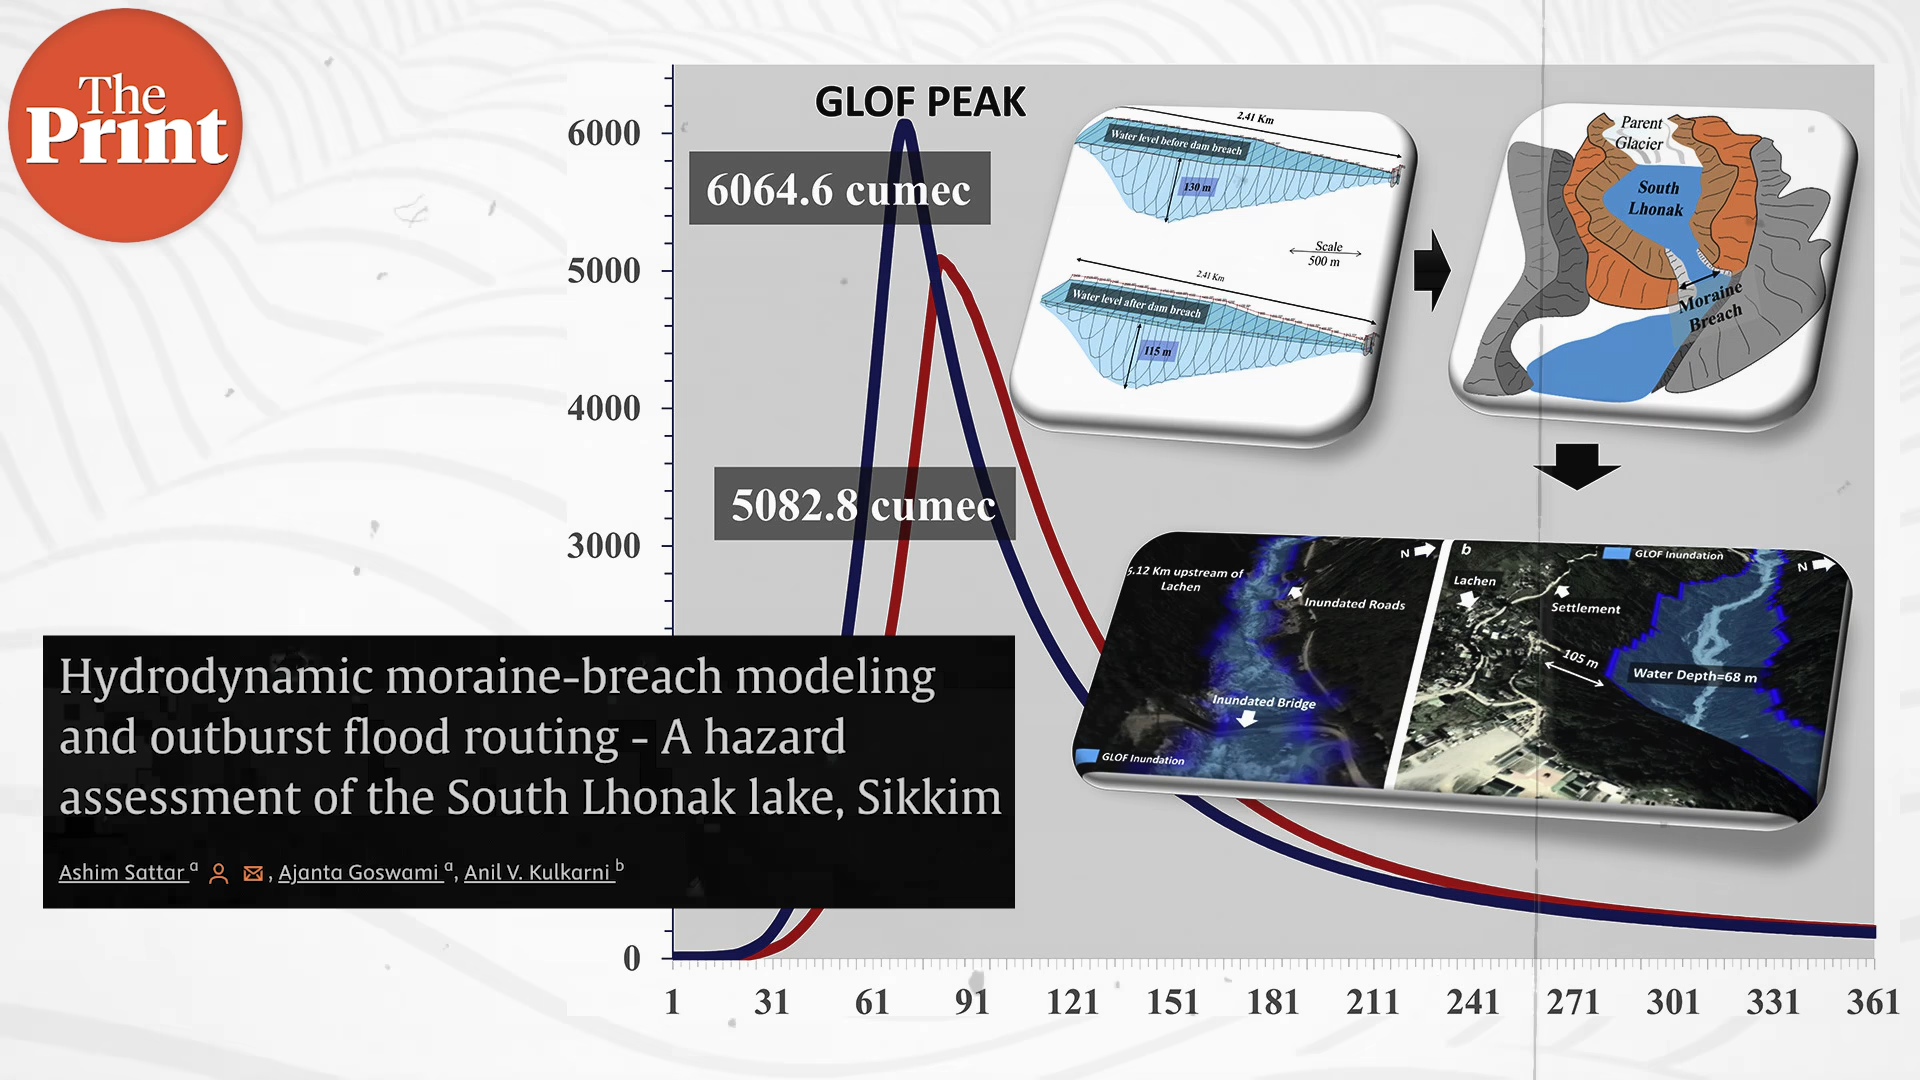 The
Print
GLOF PEAK
6064.6 cumec
5082.8 cumec
6000
5000
4000
3000
0
1 31 61 91 121 151 181 211 241 271 301 331 361
2.41 Km
Water level before dam breach
130 m
Scale
500 m
2.41 Km
Water level after dam breach
115 m
Parent
Glacier
South
Lhonak
Moraine
Breach
5.12 Km upstream of
Lachen
N
Inundated Roads
Inundated Bridge
GLOF Inundation
b
GLOF Inundation
N
Lachen
Settlement
105 m
Water Depth=68 m
Hydrodynamic moraine-breach modeling
and outburst flood routing - A hazard
assessment of the South Lhonak lake, Sikkim
Ashim Sattar a , Ajanta Goswami a, Anil V. Kulkarni b